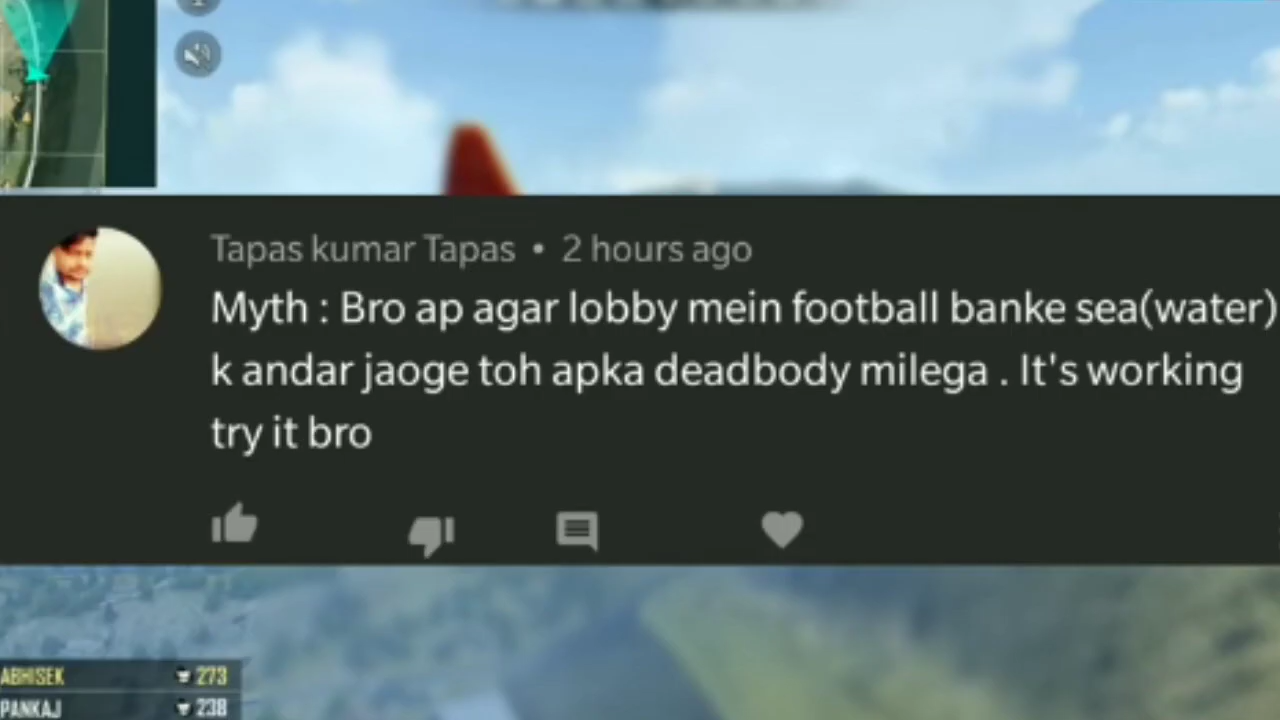 Tapas kumar Tapas • 2 hours ago
Myth : Bro ap agar lobby mein football banke sea(water)
k andar jaoge toh apka deadbody milega . It's working
try it bro
ABHISEK 273
PANKAJ 238